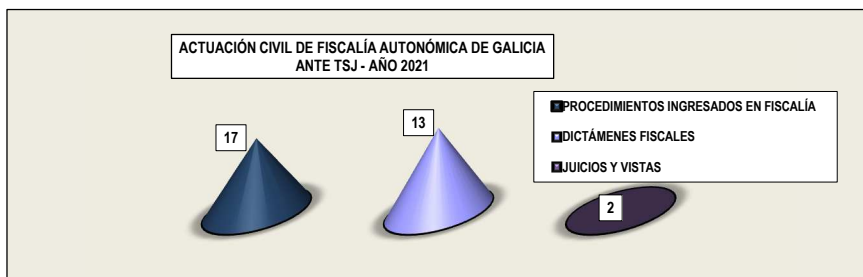 ACTUACIÓN CIVIL DE FISCALÍA AUTONÓMICA DE GALICIA
ANTE TSJ - AÑO 2021
PROCEDIMIENTOS INGRESADOS EN FISCALÍA
DICTÁMENES FISCALES
JUICIOS Y VISTAS
17
13
2